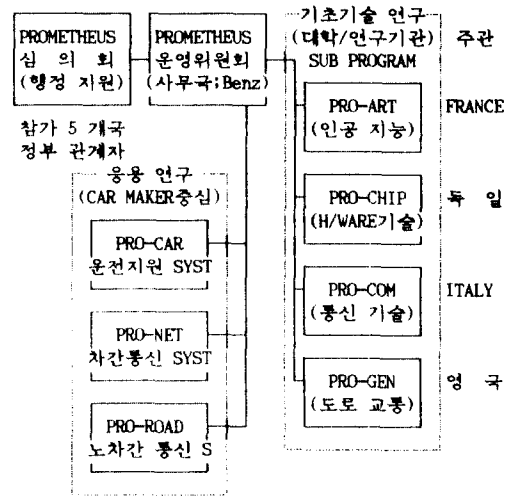 PROMETHEUS
심 의 회
(행정 지원)
PROMETHEUS
운영위원회
(사무국;Benz)
참가 5 개국
정부 관계자
기초기술 연구
(대학/연구기관)
SUB PROGRAM
주관
PRO-ART
(인공 지능)
FRANCE
PRO-CHIP
(H/WARE기술)
독 일
PRO-COM
(통신 기술)
ITALY
PRO-GEN
(도로 교통)
영 국
응용 연구
(CAR MAKER중심)
PRO-CAR
운전지원 SYST
PRO-NET
차간통신 SYST
PRO-ROAD
노차간 통신 S